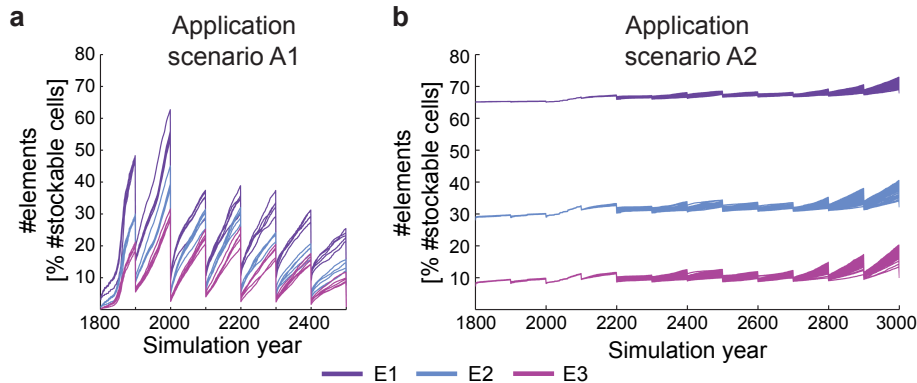 a
Application
scenario A1
#elements
[% #stockable cells]
80
70
60
50
40
30
20
10
1800
2000
2200
2400
Simulation year
b
Application
scenario A2
#elements
[% #stockable cells]
80
70
60
50
40
30
20
10
1800
2000
2200
2400
2600
2800
3000
Simulation year
E1
E2
E3